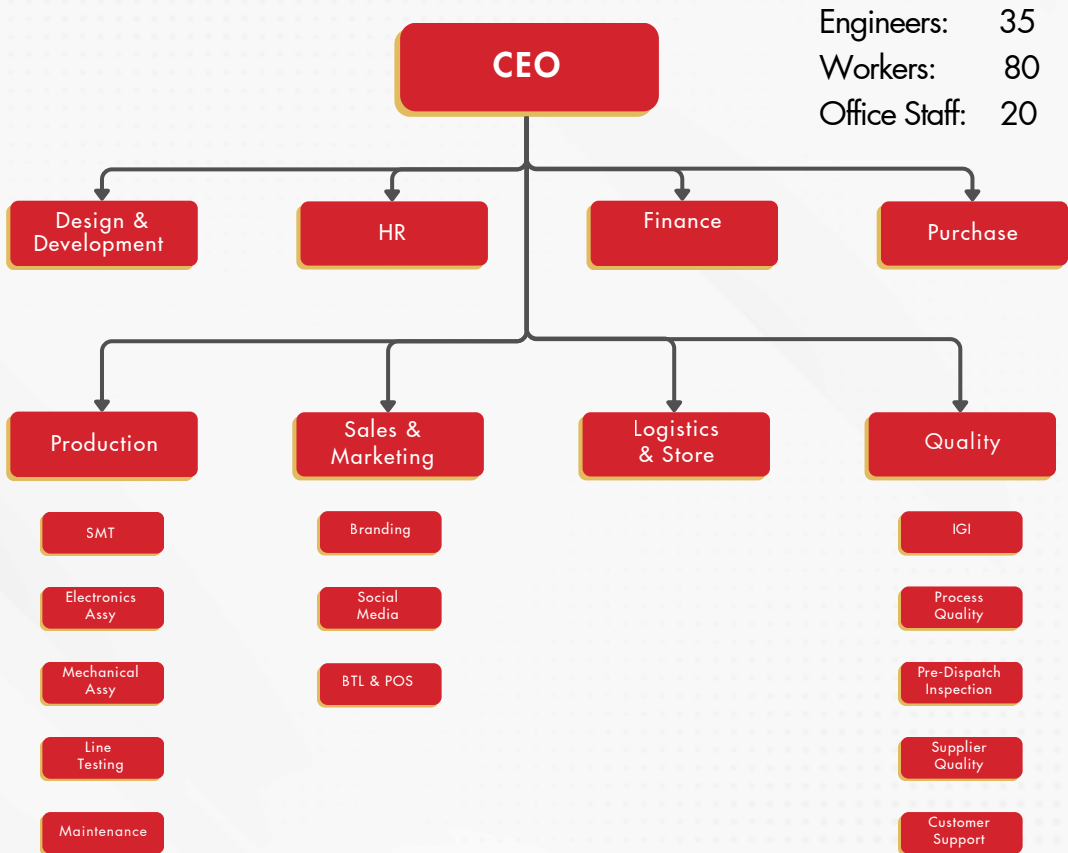 Engineers: 35
Workers: 80
Office Staff: 20
CEO
Design &
Development
HR
Finance
Purchase
Production
Sales &
Marketing
Logistics
& Store
Quality
SMT
Electronics
Assy
Mechanical
Assy
Line
Testing
Maintenance
Branding
Social
Media
BTL & POS
IGI
Process
Quality
Pre-Dispatch
Inspection
Supplier
Quality
Customer
Support